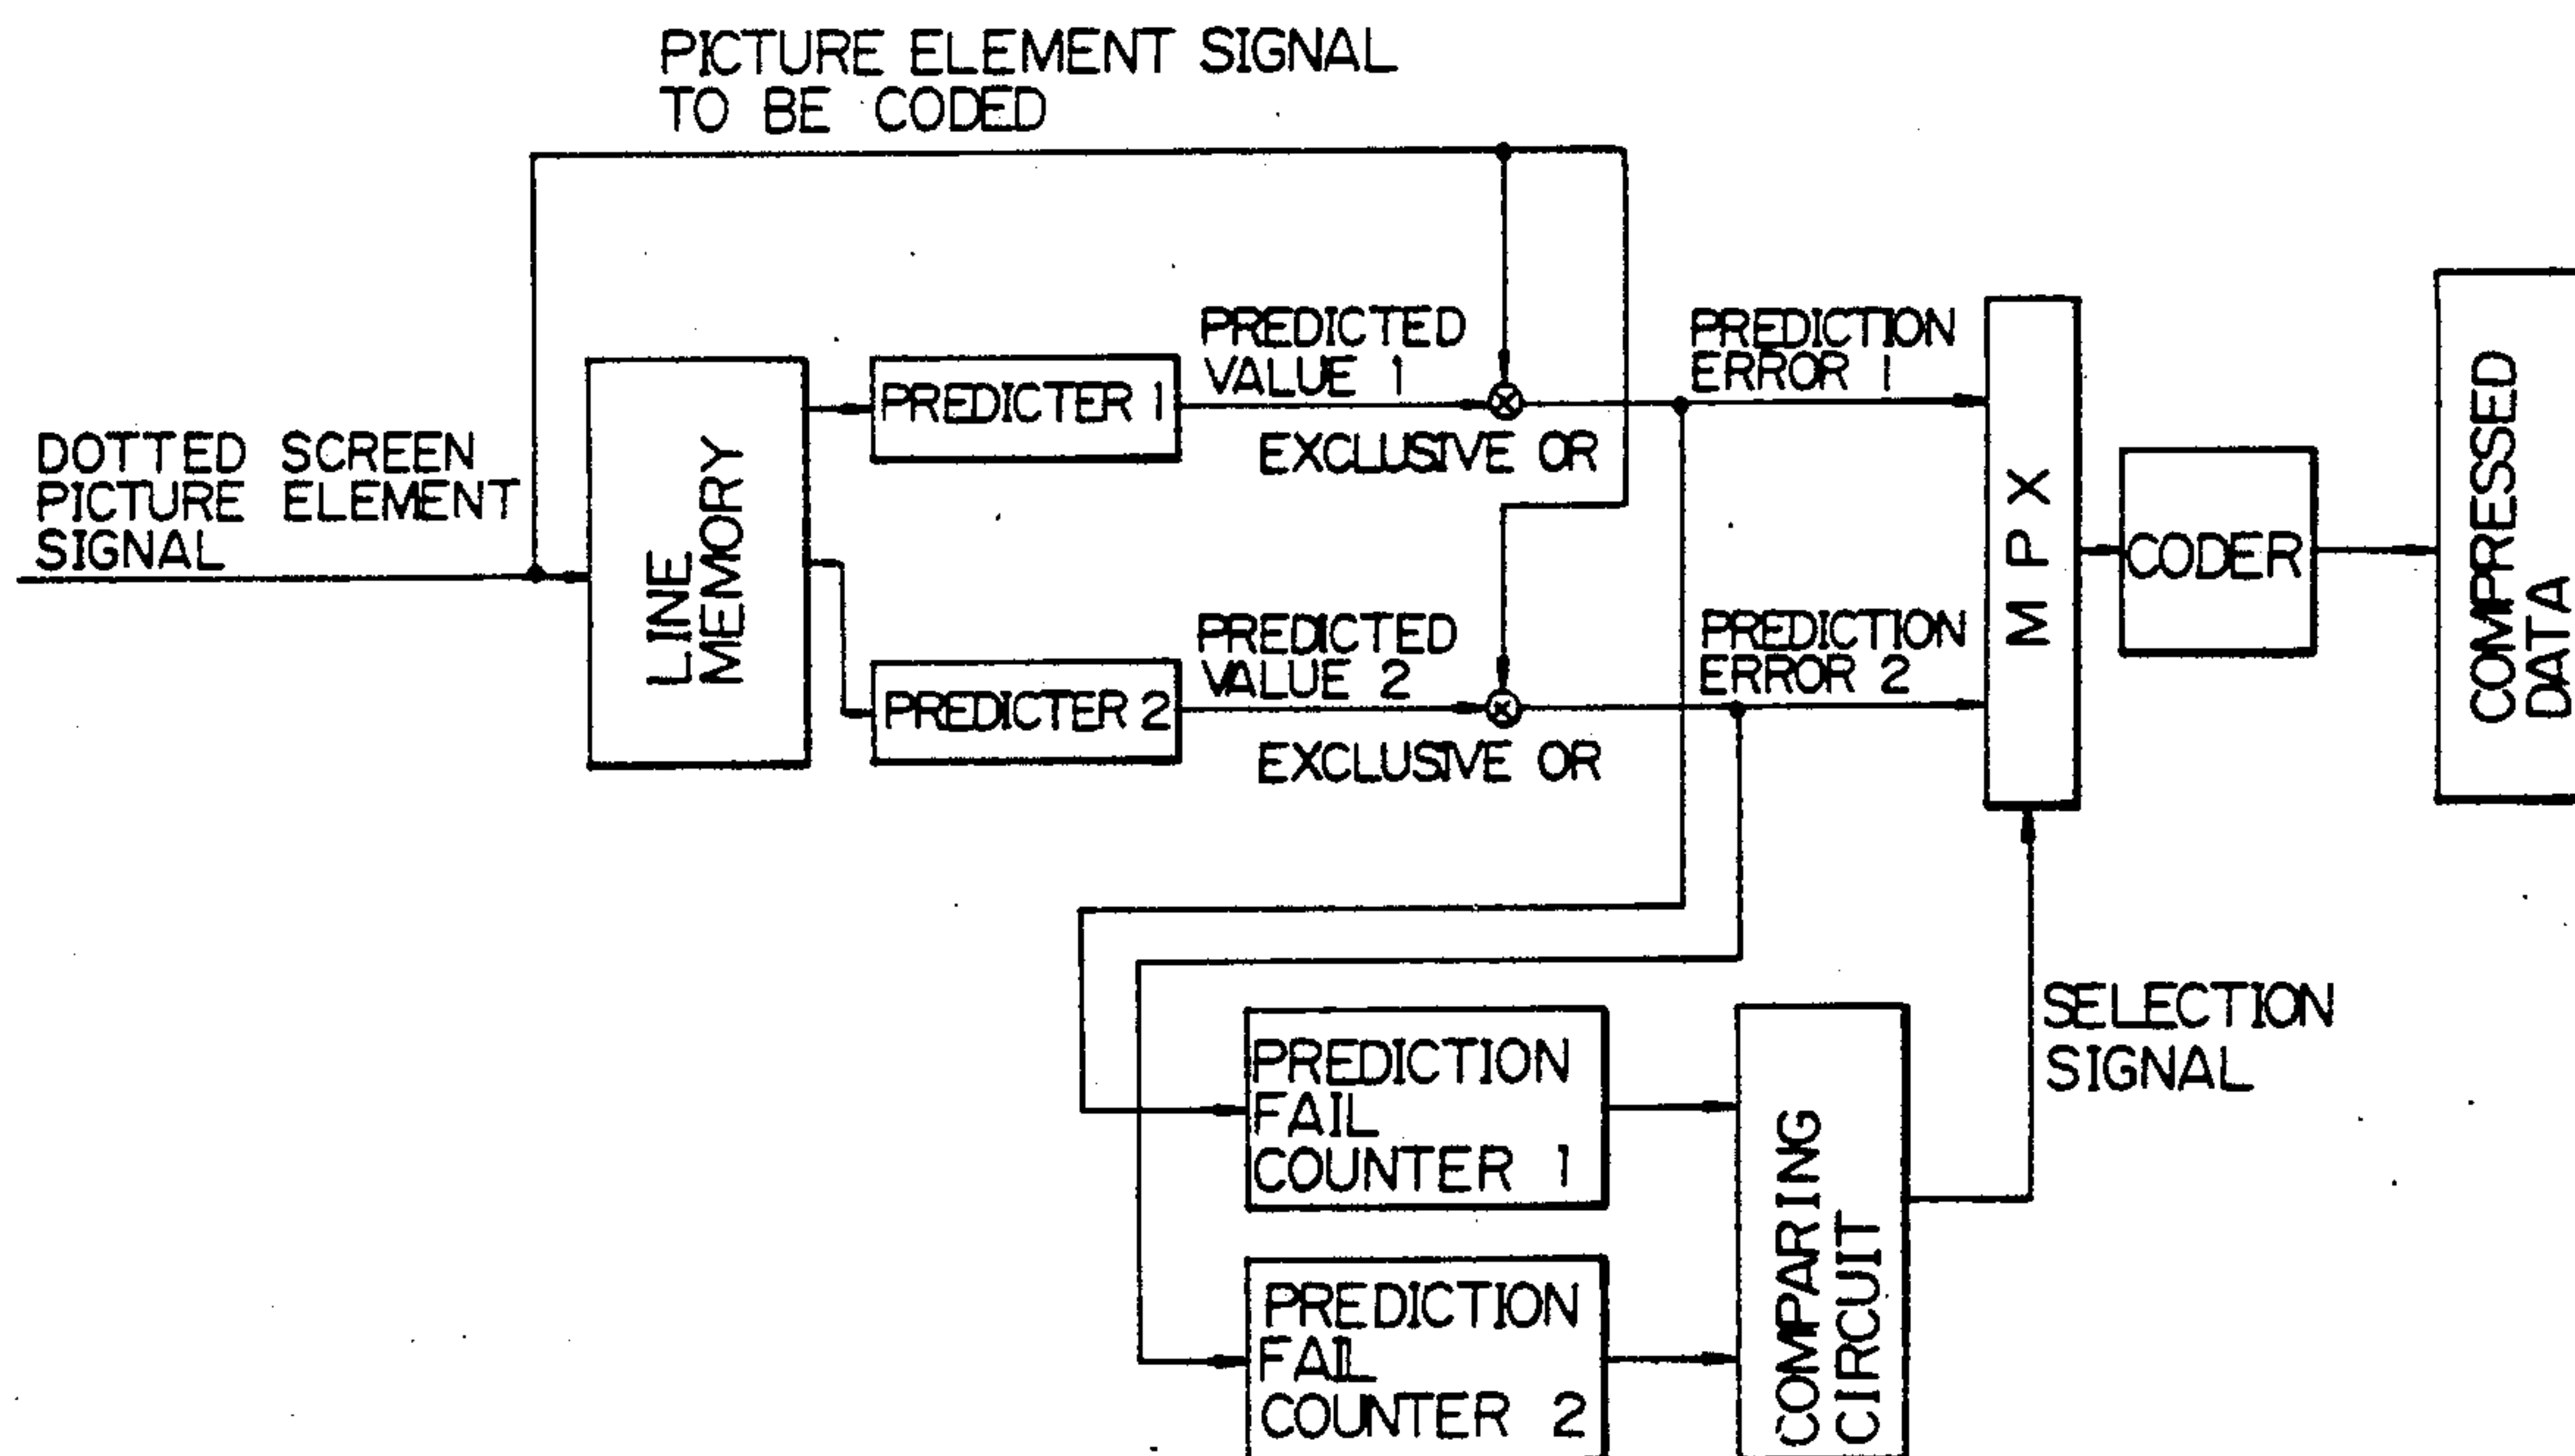 PICTURE ELEMENT SIGNAL
TO BE CODED
DOTTED SCREEN
PICTURE ELEMENT
SIGNAL
LINE
MEMORY
PREDICTER 1
PREDICTED
VALUE 1
EXCLUSIVE OR
PREDICTION
ERROR 1
PREDICTER 2
PREDICTED
VALUE 2
EXCLUSIVE OR
PREDICTION
ERROR 2
MPX
CODER
COMPRESSED
DATA
PREDICTION
FAIL
COUNTER 1
PREDICTION
FAIL
COUNTER 2
COMPARING
CIRCUIT
SELECTION
SIGNAL